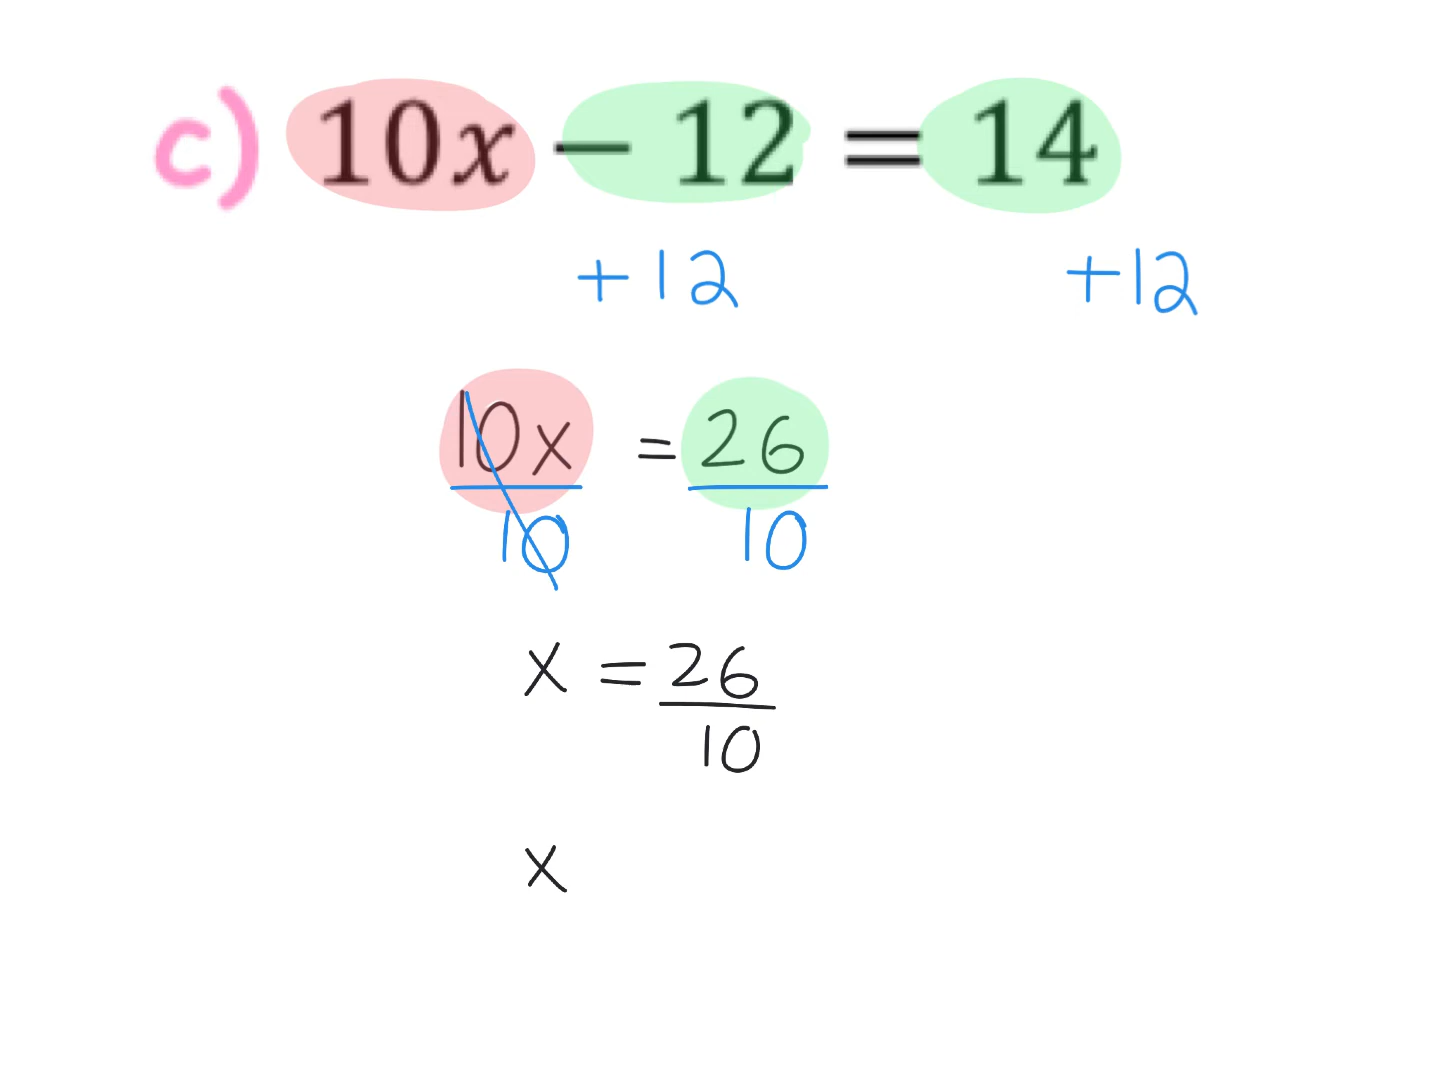 c) 10x − 12 = 14
+12 +12
10x = 26
10 10
x = 26
10
x